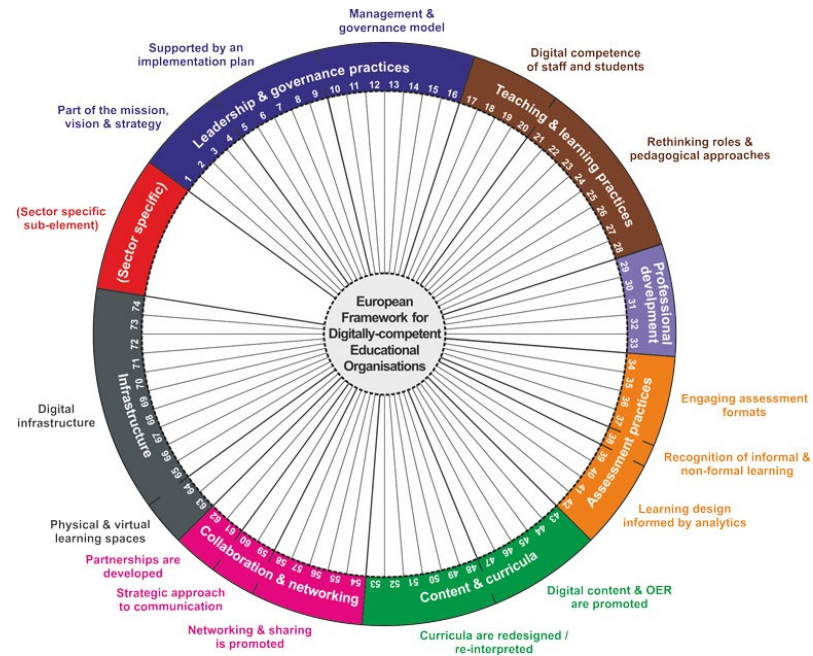 Management &
governance model
Supported by an
implementation plan
Part of the mission,
vision & strategy
(Sector specific
sub-element)
Digital competence
of staff and students
Rethinking roles &
pedagogical approaches
Leadership & governance practices
1 2 3 4 5 6 7 8 9 10 11 12 13 14 15 16
Teaching & learning practices
17 18 19 20 21 22 23 24 25 26 27 28
Professional
develpment
29 30 31 32 33
Assessment practices
34 35 36 37 38 39 40 41 42
Engaging assessment
formats
Recognition of informal &
non-formal learning
Learning design
informed by analytics
Content & curricula
43 44 45 46 47 48 49 50 51 52 53
Digital content & OER
are promoted
Curricula are redesigned /
re-interpreted
Collaboration & networking
54 55 56 57 58 59 60 61 62
Networking & sharing
is promoted
Strategic approach
to communication
Partnerships are
developed
Infrastructure
63 64 65 66 67 68 69 70 71 72 73 74
Physical & virtual
learning spaces
Digital
infrastructure
(Sector specific)
European
Framework for
Digitally-competent
Educational
Organisations